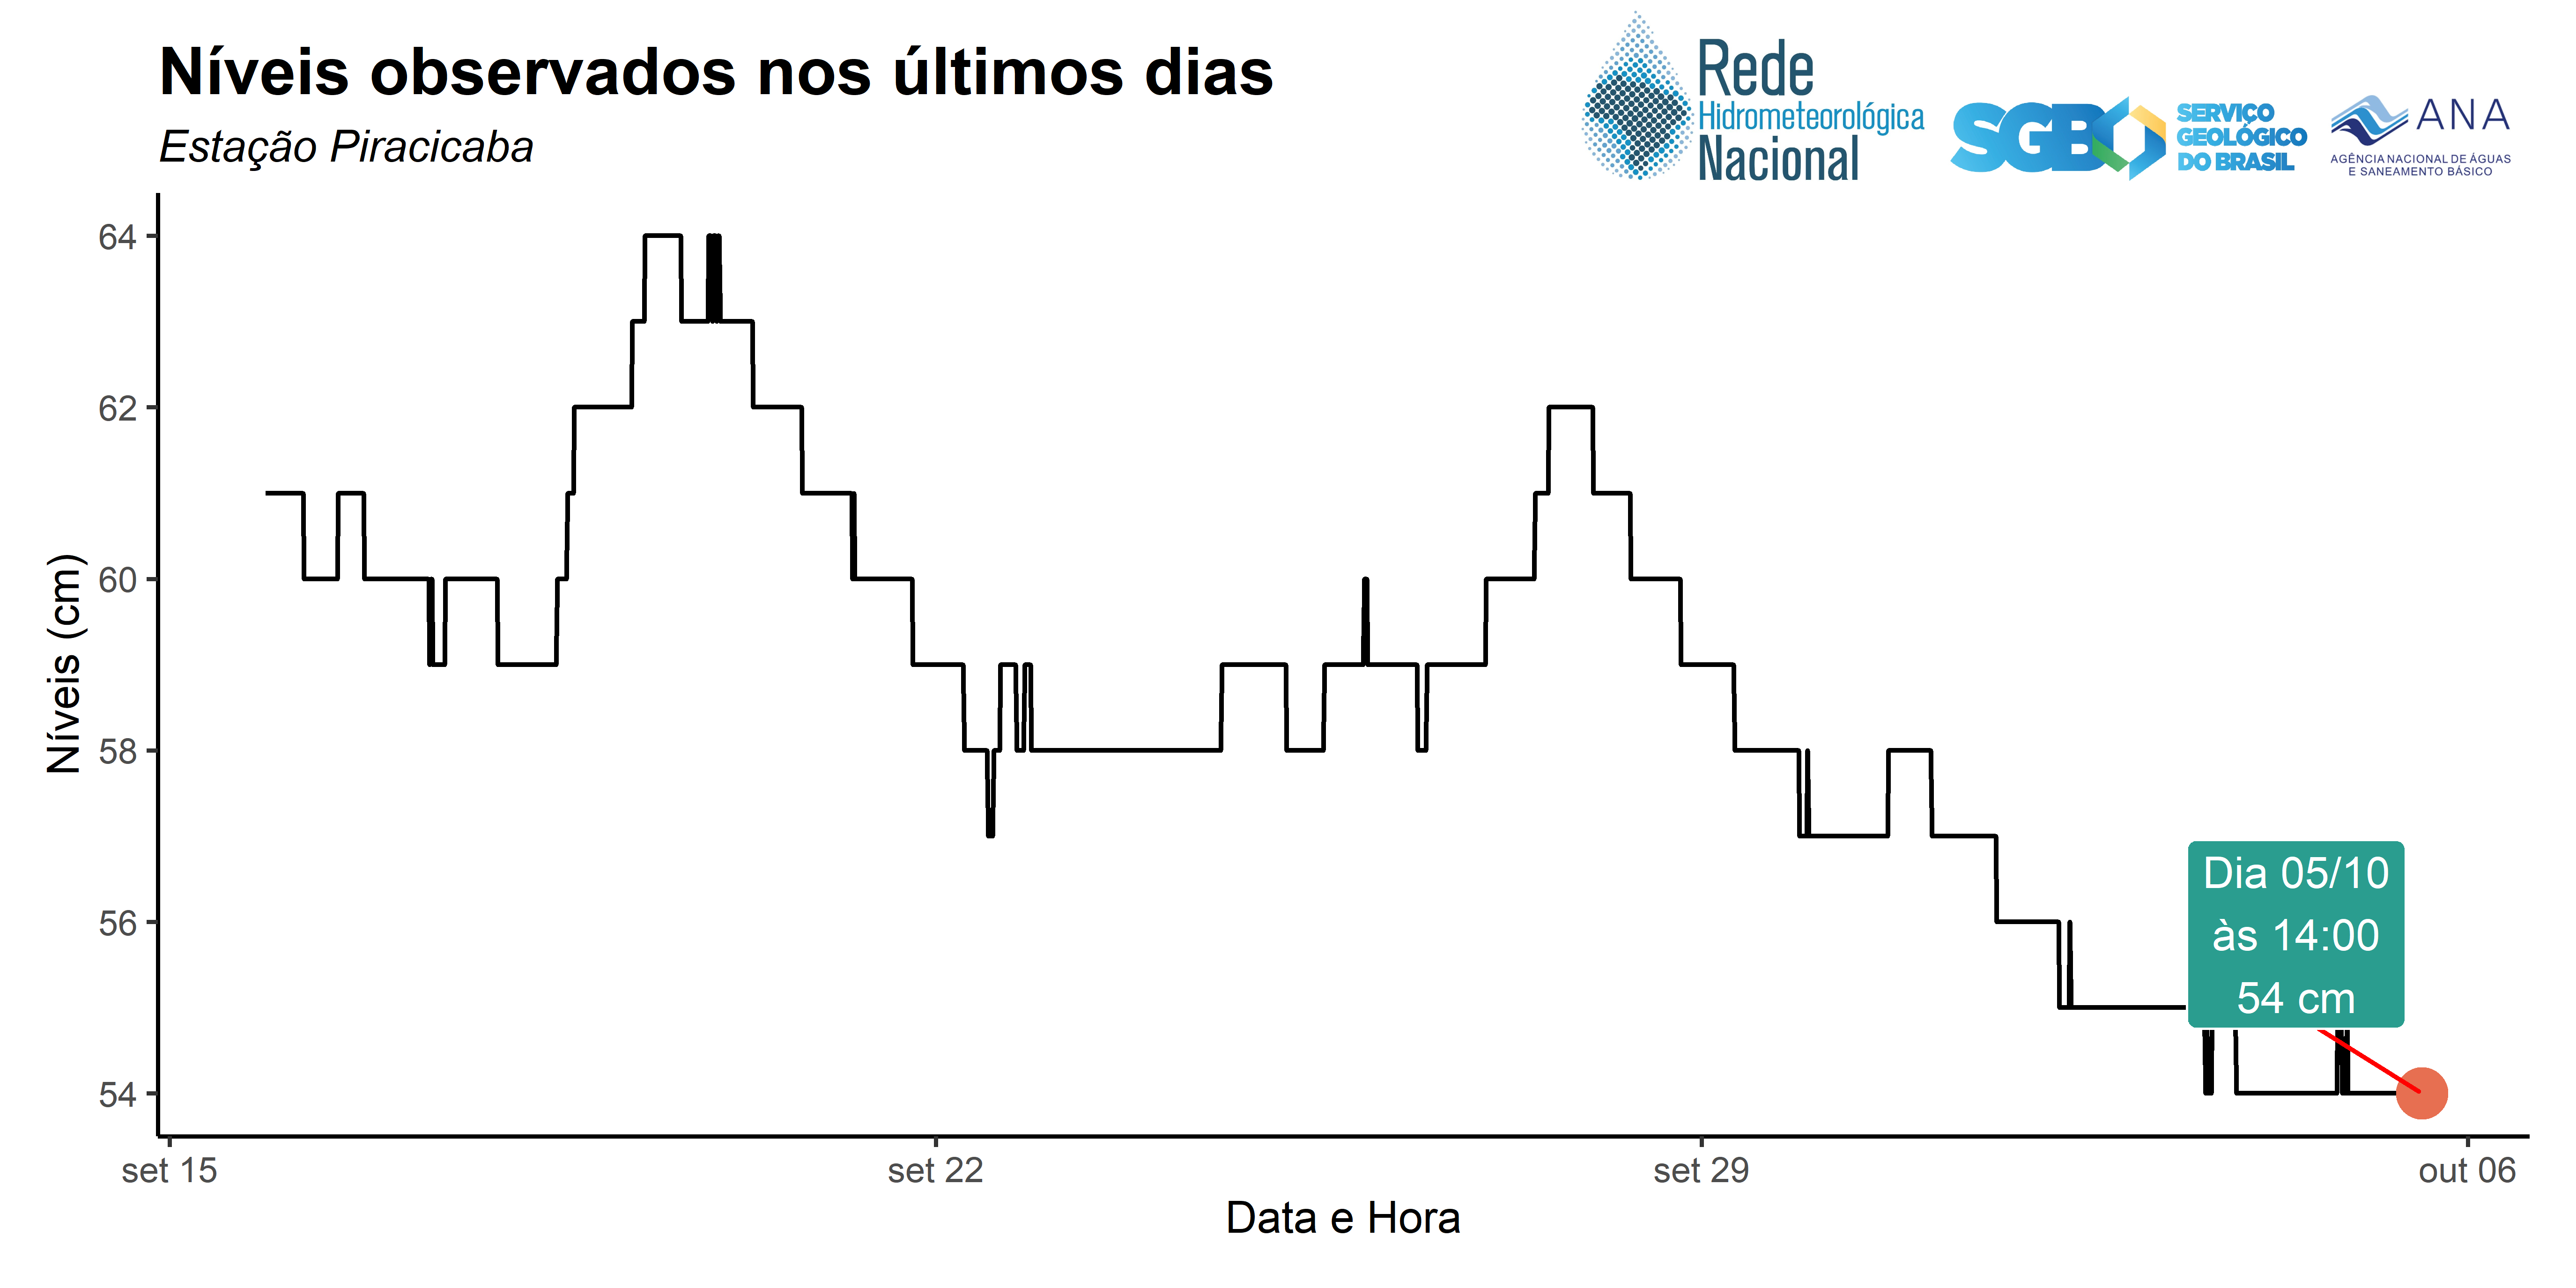 Níveis observados nos últimos dias
Estação Piracicaba
Rede
Hidrometeorológica
Nacional
SGB
SERVIÇO
GEOLÓGICO
DO BRASIL
ANA
AGÊNCIA NACIONAL DE ÁGUAS
E SANEAMENTO BÁSICO
Níveis (cm)
64
62
60
58
56
54
Dia 05/10
às 14:00
54 cm
set 15
set 22
set 29
out 06
Data e Hora